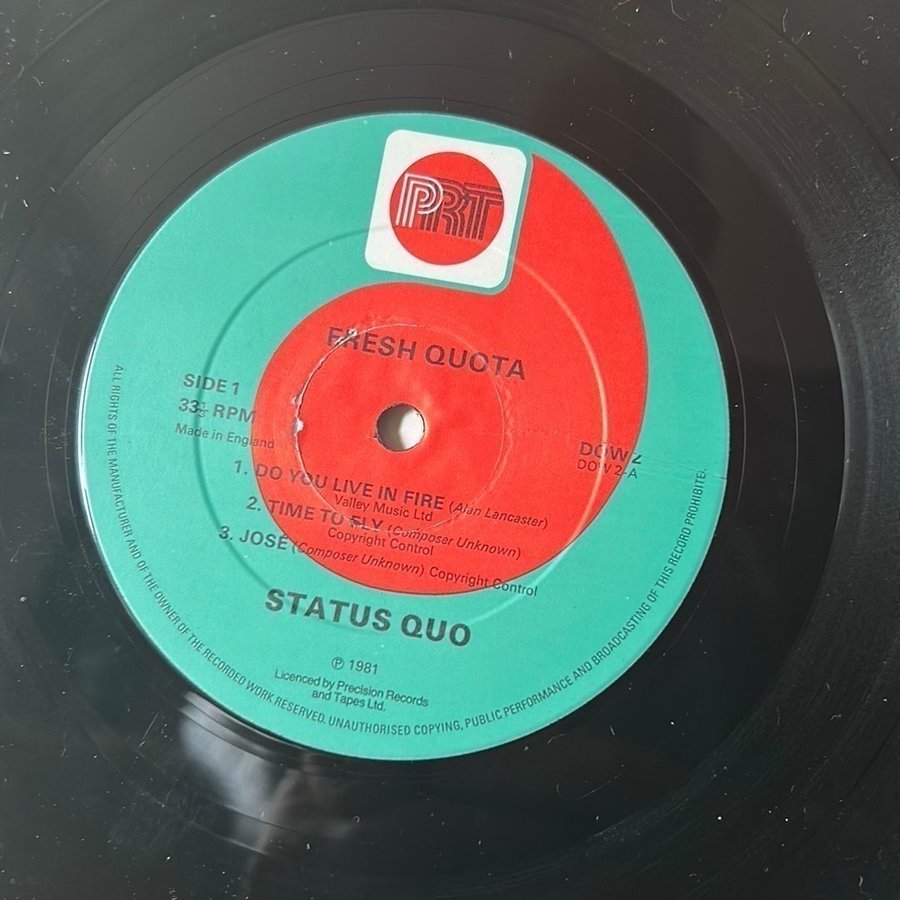 PRT
FRESH QUOTA
SIDE 1
33⅓ RPM
Made in England
DOW 2
DOW 2-A
1. DO YOU LIVE IN FIRE (Alan Lancaster)
Valley Music Ltd
2. TIME TO FLY (Composer Unknown)
Copyright Control
3. JOSÉ (Composer Unknown) Copyright Control
STATUS QUO
℗ 1981
Licenced by Precision Records
and Tapes Ltd.
ALL RIGHTS OF THE MANUFACTURER AND OF THE OWNER OF THE RECORDED WORK RESERVED. UNAUTHORISED COPYING, PUBLIC PERFORMANCE AND BROADCASTING OF THIS RECORD PROHIBITED.